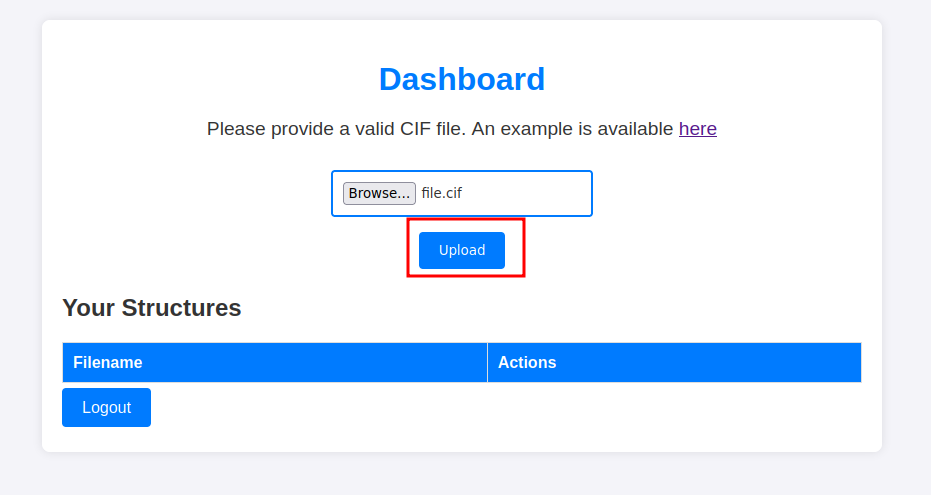 Dashboard
Please provide a valid CIF file. An example is available here
Browse... file.cif
Upload
Your Structures
Filename Actions
Logout